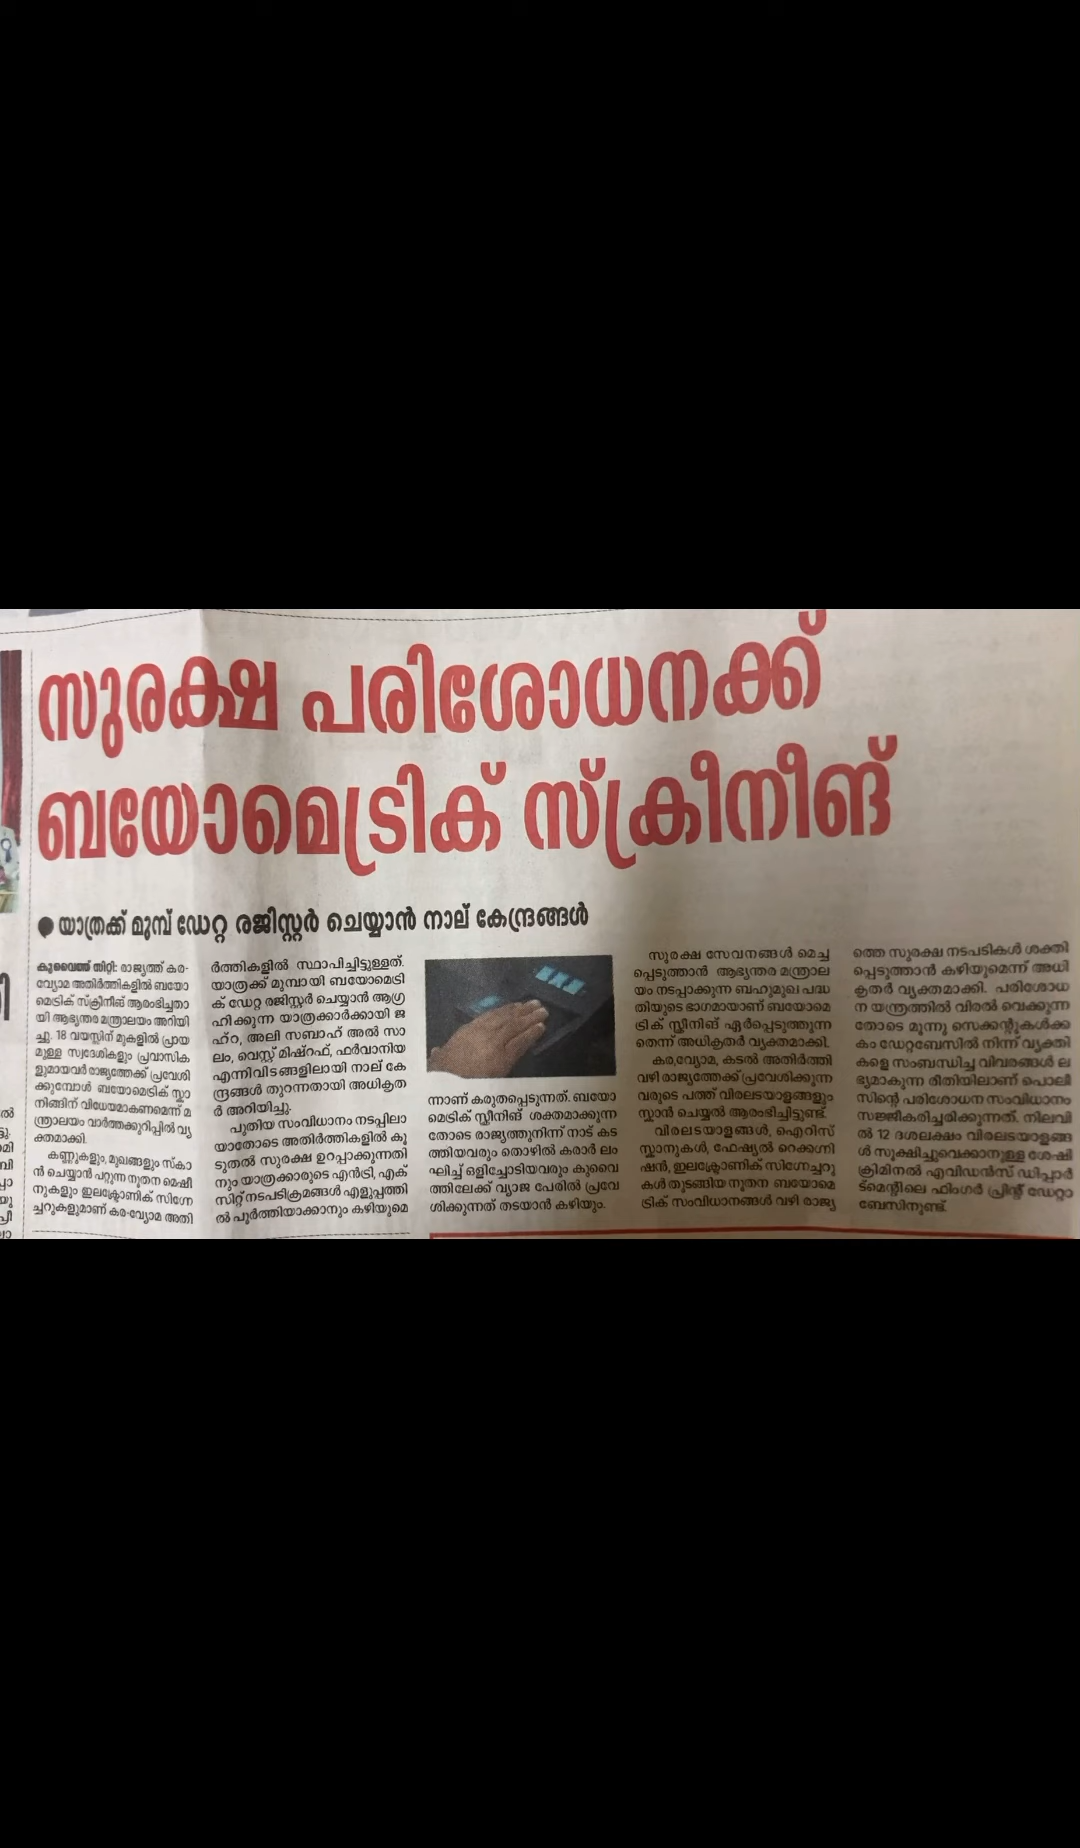 സുരക്ഷ പരിശോധനക്ക്
ബയോമെട്രിക് സ്ക്രീനീങ്
● യാത്രക്ക് മുമ്പ് ഡേറ്റ രജിസ്റ്റർ ചെയ്യാൻ നാല് കേന്ദ്രങ്ങൾ
കുവൈത്ത് സിറ്റി: രാജ്യത്ത് കര-
വ്യോമ അതിർത്തികളിൽ ബയോ
മെട്രിക് സ്ക്രീനിങ് ആരംഭിച്ചതാ
യി ആഭ്യന്തര മന്ത്രാലയം അറിയി
ച്ചു. 18 വയസ്സിന് മുകളിൽ പ്രായ
മുള്ള സ്വദേശികളും പ്രവാസിക
ളുമായവർ രാജ്യത്തേക്ക് പ്രവേശി
ക്കുമ്പോൾ ബയോമെട്രിക് സ്കാ
നിങ്ങിന് വിധേയമാകണമെന്ന് മ
ന്ത്രാലയം വാർത്തക്കുറിപ്പിൽ വ്യ
ക്തമാക്കി.
കണ്ണുകളും, മുഖങ്ങളും സ്കാ
ൻ ചെയ്യാൻ പറ്റുന്ന നൂതന മെഷീ
നുകളും ഇലക്ട്രോണിക് സിഗ്നേ
ച്ചറുകളുമാണ് കര-വ്യോമ അതി
ർത്തികളിൽ സ്ഥാപിച്ചിട്ടുള്ളത്.
യാത്രക്ക് മുമ്പായി ബയോമെട്രി
ക് ഡേറ്റ രജിസ്റ്റർ ചെയ്യാൻ ആഗ്ര
ഹിക്കുന്ന യാത്രക്കാർക്കായി ജ
ഹ്റ, അലി സബാഹ് അൽ സാ
ലം, വെസ്റ്റ് മിഷ്റഫ്, ഫർവാനിയ
എന്നിവിടങ്ങളിലായി നാല് കേ
ന്ദ്രങ്ങൾ തുറന്നതായി അധികൃത
ർ അറിയിച്ചു.
പുതിയ സംവിധാനം നടപ്പിലാ
യാതോടെ അതിർത്തികളിൽ കൂ
ടുതൽ സുരക്ഷ ഉറപ്പാക്കുന്നതി
നും യാത്രക്കാരുടെ എൻട്രി, എക്
സിറ്റ് നടപടിക്രമങ്ങൾ എളുപ്പത്തി
ൽ പൂർത്തിയാക്കാനും കഴിയുമെ
ന്നാണ് കരുതപ്പെടുന്നത്. ബയോ
മെട്രിക് സ്ക്രീനിങ് ശക്തമാക്കുന്ന
തോടെ രാജ്യത്തുനിന്ന് നാട് കട
ത്തിയവരും തൊഴിൽ കരാർ ലം
ഘിച്ച് ഒളിച്ചോടിയവരും കുവൈ
ത്തിലേക്ക് വ്യാജ പേരിൽ പ്രവേ
ശിക്കുന്നത് തടയാൻ കഴിയും.
സുരക്ഷ സേവനങ്ങൾ മെച്ച
പ്പെടുത്താൻ ആഭ്യന്തര മന്ത്രാല
യം നടപ്പാക്കുന്ന ബഹുമുഖ പദ്ധ
തിയുടെ ഭാഗമായാണ് ബയോമെ
ട്രിക് സ്ക്രീനിങ് ഏർപ്പെടുത്തുന്ന
തെന്ന് അധികൃതർ വ്യക്തമാക്കി.
കര,വ്യോമ, കടൽ അതിർത്തി
വഴി രാജ്യത്തേക്ക് പ്രവേശിക്കുന്ന
വരുടെ പത്ത് വിരലടയാളങ്ങളും
സ്കാൻ ചെയ്യൽ ആരംഭിച്ചിട്ടുണ്ട്.
വിരലടയാളങ്ങൾ, ഐറിസ്
സ്കാനുകൾ, ഫേഷ്യൽ റെക്കഗ്നി
ഷൻ, ഇലക്ട്രോണിക് സിഗ്നേച്ചറു
കൾ തുടങ്ങിയ നൂതന ബയോമെ
ട്രിക് സംവിധാനങ്ങൾ വഴി രാജ്യ
ത്തെ സുരക്ഷ നടപടികൾ ശക്തി
പ്പെടുത്താൻ കഴിയുമെന്ന് അധി
കൃതർ വ്യക്തമാക്കി. പരിശോധ
ന യന്ത്രത്തിൽ വിരൽ വെക്കുന്ന
തോടെ മൂന്നു സെക്കന്റുകൾക്ക
കം ഡേറ്റബേസിൽ നിന്ന് വ്യക്തി
കളെ സംബന്ധിച്ച വിവരങ്ങൾ ല
ഭ്യമാകുന്ന രീതിയിലാണ് പൊലീ
സിന്റെ പരിശോധന സംവിധാനം
സജ്ജീകരിച്ചരിക്കുന്നത്. നിലവി
ൽ 12 ദശലക്ഷം വിരലടയാളങ്ങ
ൾ സൂക്ഷിച്ചുവെക്കാനുള്ള ശേഷി
ക്രിമിനൽ എവിഡൻസ് ഡിപ്പാർ
ട്മെന്റിലെ ഫിംഗർ പ്രിന്റ് ഡേറ്റാ
ബേസിനുണ്ട്.